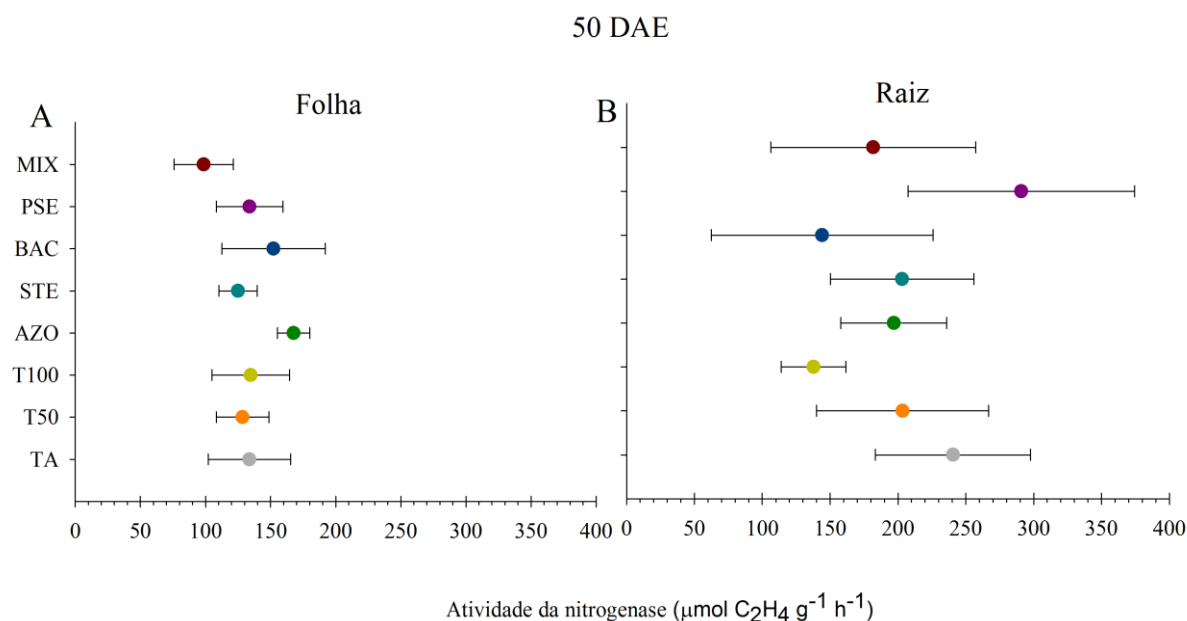 50 DAE
A
Folha
MIX
PSE
BAC
STE
AZO
T100
T50
TA
0 50 100 150 200 250 300 350 400
B
Raiz
0 50 100 150 200 250 300 350 400
Atividade da nitrogenase (μmol C₂H₄ g⁻¹ h⁻¹)